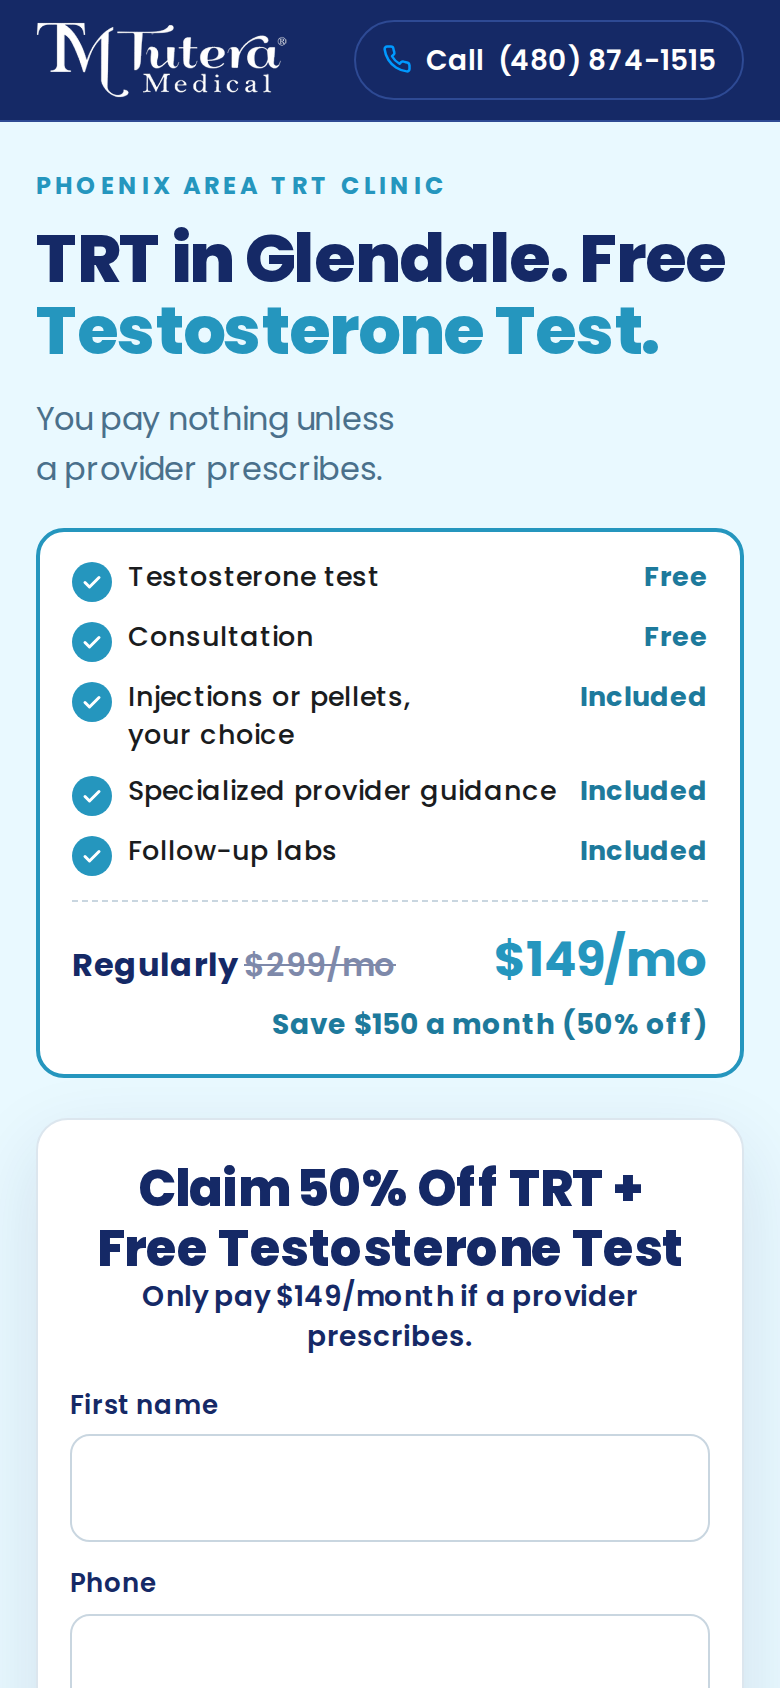 TM Tutera®
Medical
Call (480) 874-1515
PHOENIX AREA TRT CLINIC
TRT in Glendale. Free
Testosterone Test.
You pay nothing unless
a provider prescribes.
Testosterone test Free
Consultation Free
Injections or pellets, Included
your choice
Specialized provider guidance Included
Follow-up labs Included
Regularly $299/mo $149/mo
Save $150 a month (50% off)
Claim 50% Off TRT +
Free Testosterone Test
Only pay $149/month if a provider
prescribes.
First name
Phone